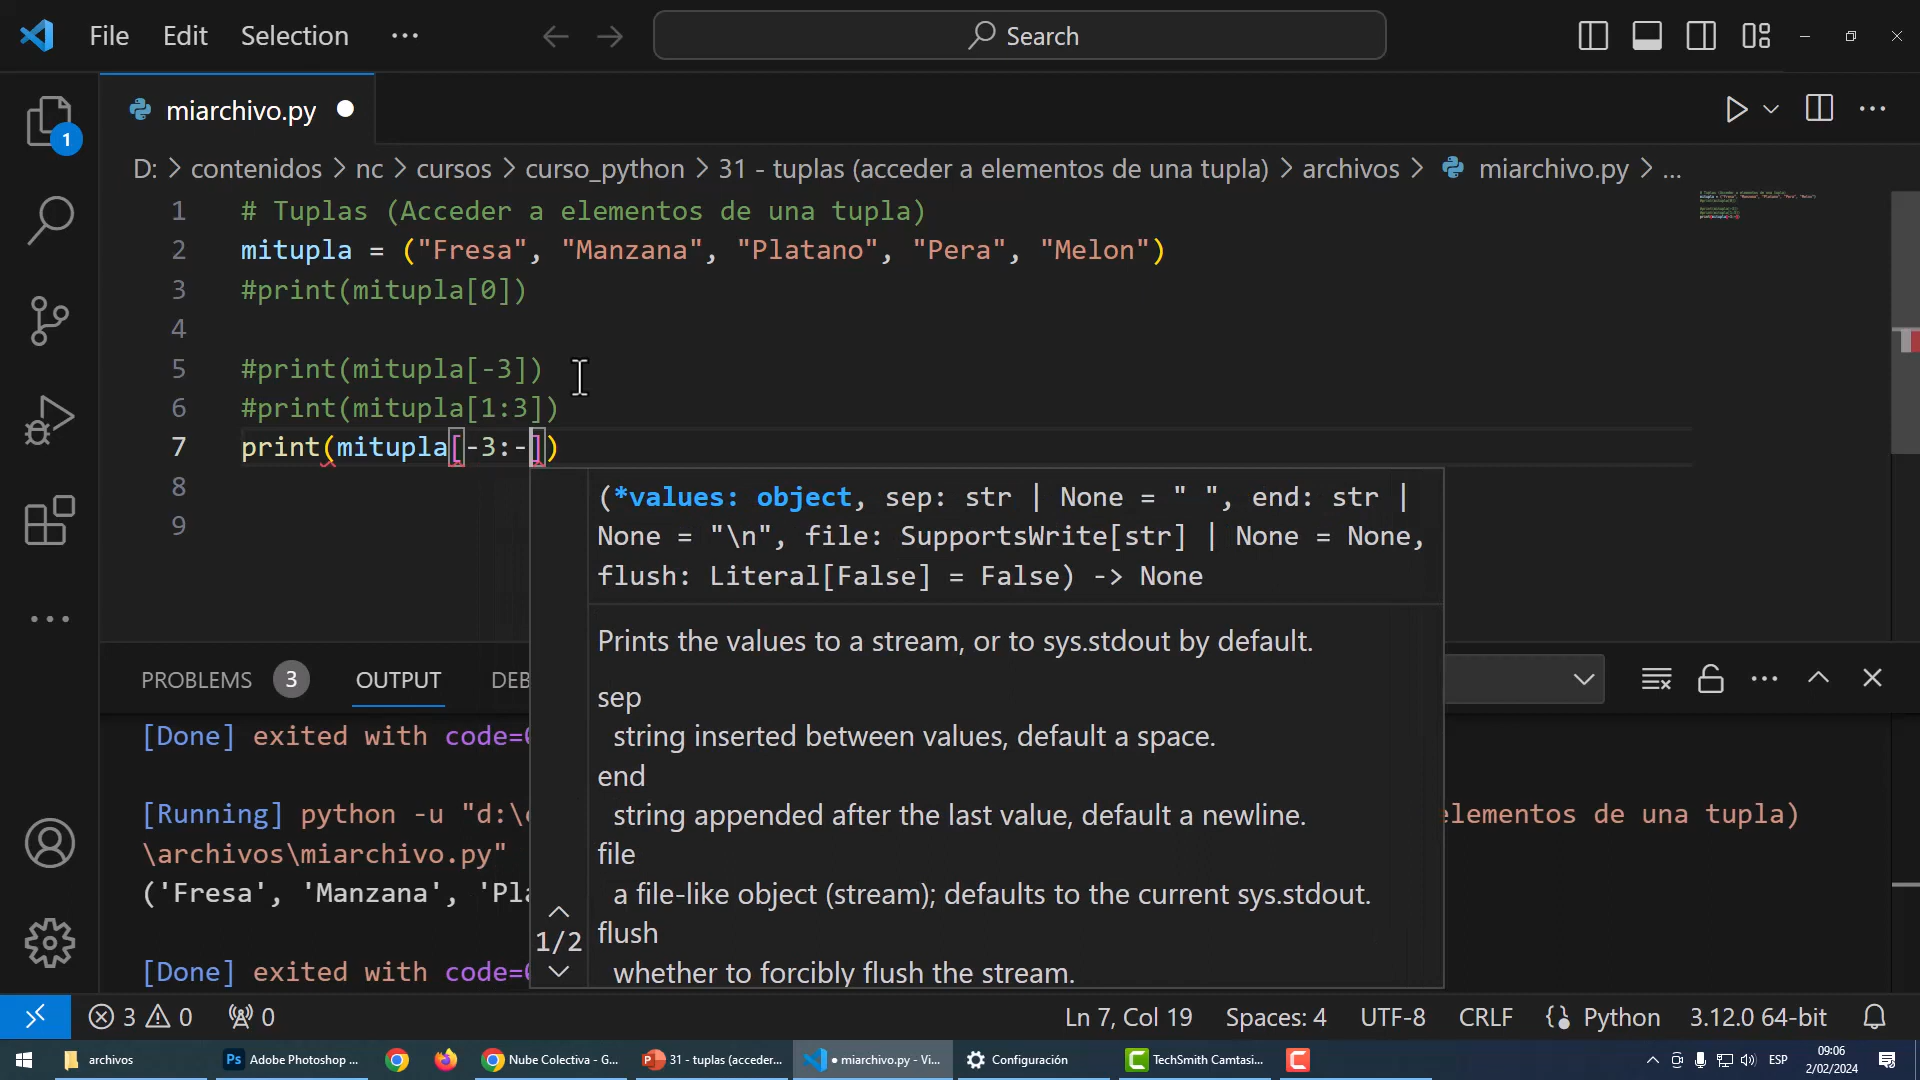 File Edit Selection ··· Search
miarchivo.py
D: > contenidos > nc > cursos > curso_python > 31 - tuplas (acceder a elementos de una tupla) > archivos > miarchivo.py > ...
1 # Tuplas (Acceder a elementos de una tupla)
2 mitupla = ("Fresa", "Manzana", "Platano", "Pera", "Melon")
3 #print(mitupla[0])
4
5 #print(mitupla[-3])
6 #print(mitupla[1:3])
7 print(mitupla[-3:-])
8
9
(*values: object, sep: str | None = " ", end: str |
None = "\n", file: SupportsWrite[str] | None = None,
flush: Literal[False] = False) -> None
Prints the values to a stream, or to sys.stdout by default.
sep
string inserted between values, default a space.
end
string appended after the last value, default a newline.
file
a file-like object (stream); defaults to the current sys.stdout.
flush
whether to forcibly flush the stream.
1/2
PROBLEMS 3 OUTPUT DEB
[Done] exited with code=
[Running] python -u "d:\ elementos de una tupla)
\archivos\miarchivo.py"
('Fresa', 'Manzana', 'Pla
[Done] exited with code=
3 0 0 Ln 7, Col 19 Spaces: 4 UTF-8 CRLF Python 3.12.0 64-bit
archivos Ps Adobe Photoshop ... Nube Colectiva - G... 31 - tuplas (acceder... ● miarchivo.py - Vi... Configuración TechSmith Camtasi... ESP 09:06
2/02/2024
1